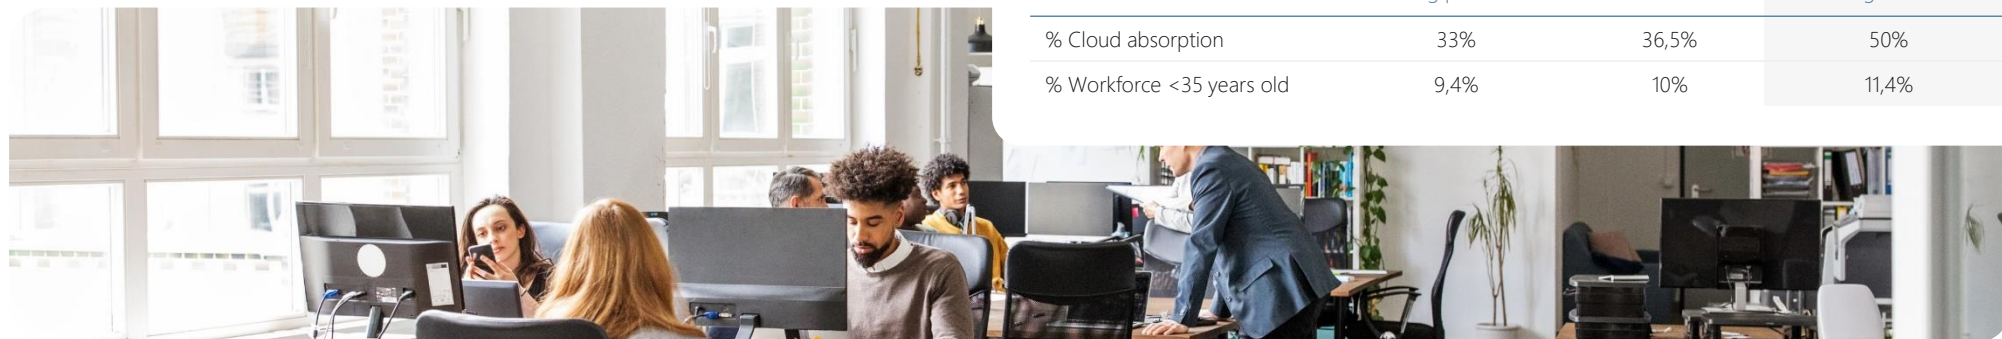 % Cloud absorption 33% 36,5% 50%
% Workforce <35 years old 9,4% 10% 11,4%